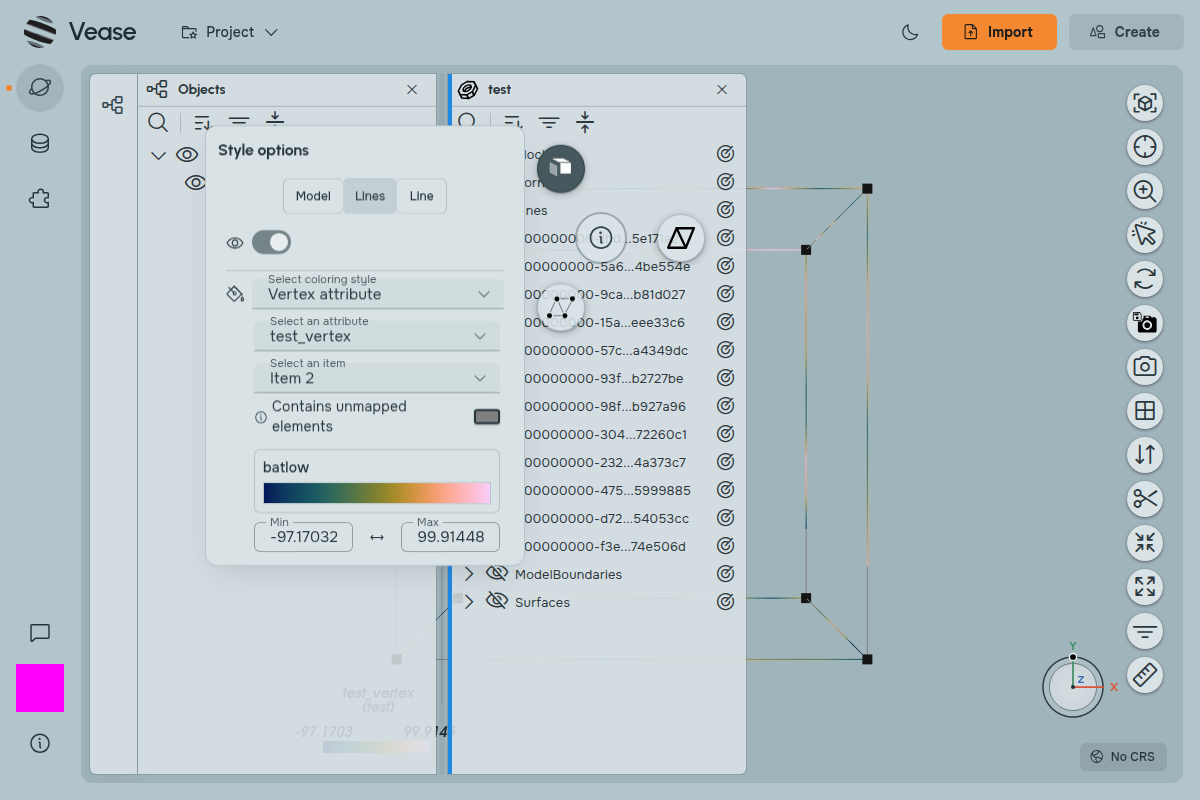 Vease
Project
Import
Create
Objects
test
Style options
Model
Lines
Line
Select coloring style
Vertex attribute
Select an attribute
test_vertex
Select an item
Item 2
Contains unmapped
elements
batlow
Min
-97.17032
Max
99.91448
00000000-5a6...4be554e
00000000-9ca...b81d027
00000000-15a...eee33c6
00000000-57c...a4349dc
00000000-93f...b2727be
00000000-98f...b927a96
00000000-304...72260c1
00000000-232...4a373c7
00000000-475...5999885
00000000-d72...54053cc
00000000-f3e...74e506d
ModelBoundaries
Surfaces
test_vertex
(test)
-97.1703
99.9145
Y
Z
X
No CRS